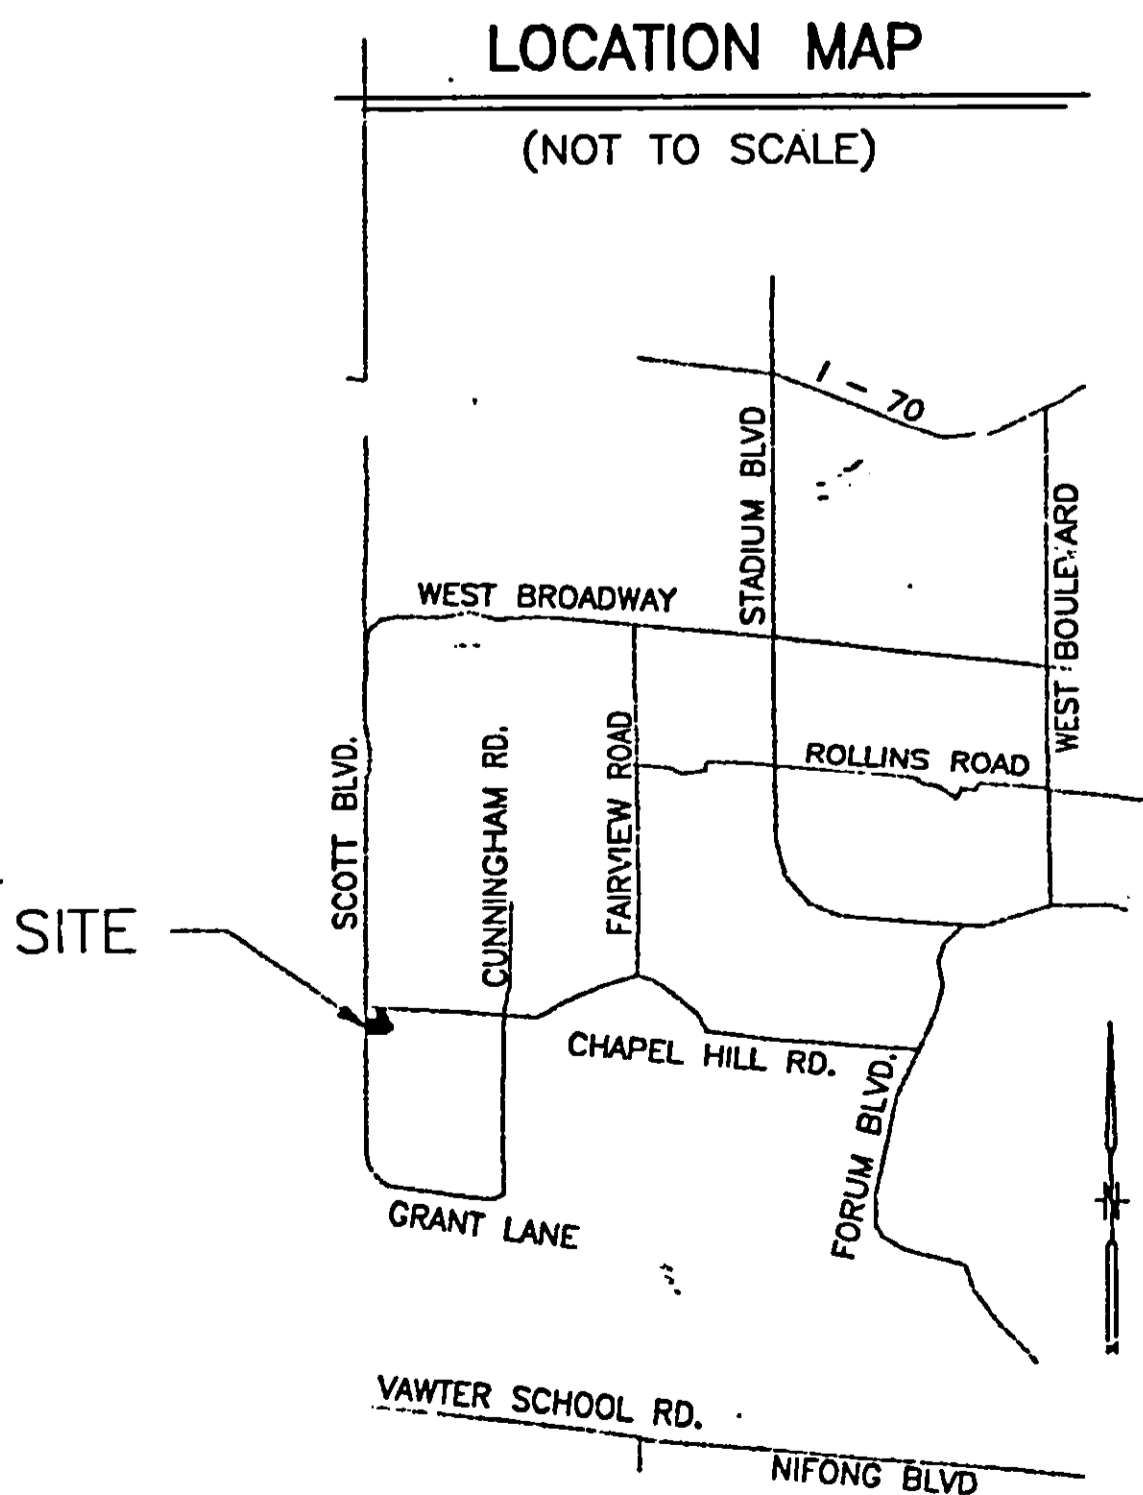 LOCATION MAP
(NOT TO SCALE)
I - 70
STADIUM BLVD
WEST BOULEVARD
WEST BROADWAY
SCOTT BLVD.
CUNNINGHAM RD.
FAIRVIEW ROAD
ROLLINS ROAD
SITE
CHAPEL HILL RD.
FORUM BLVD.
N
GRANT LANE
VAWTER SCHOOL RD.
NIFONG BLVD